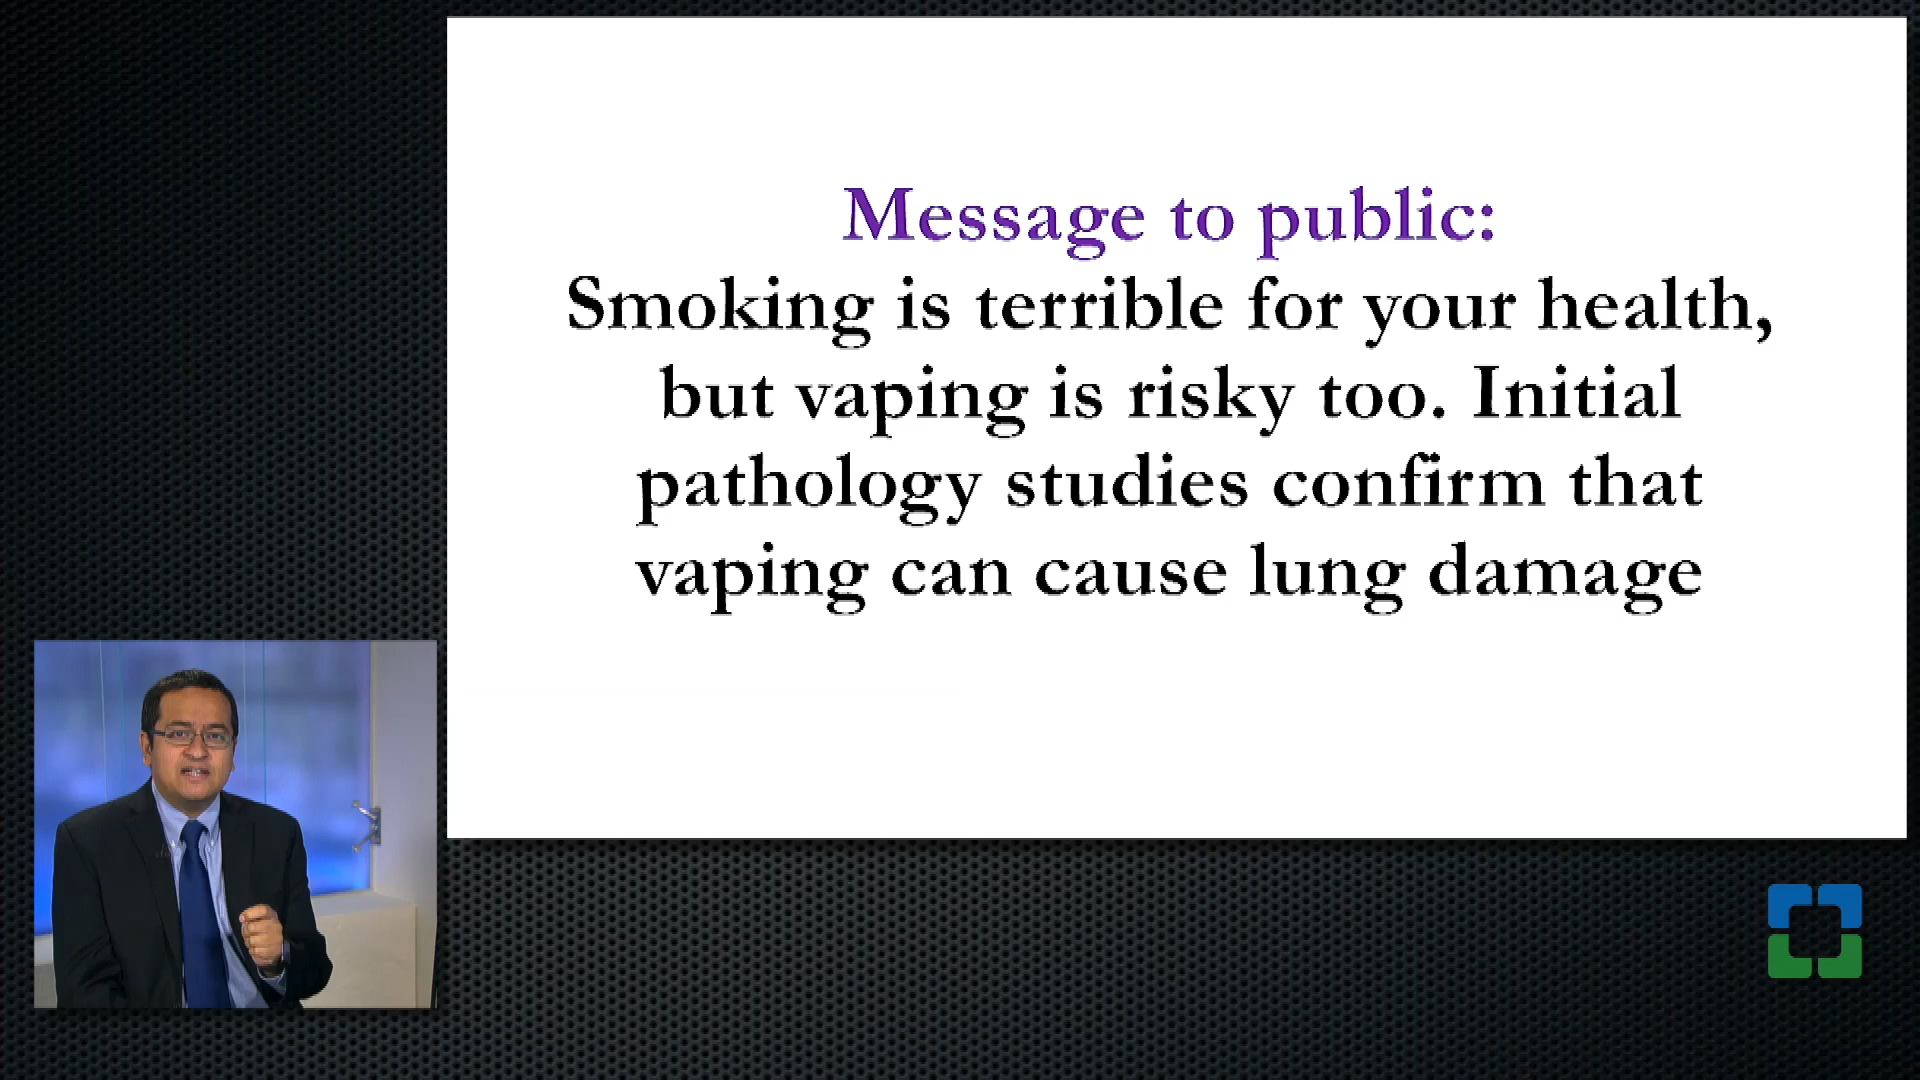 Message to public:
Smoking is terrible for your health,
but vaping is risky too. Initial
pathology studies confirm that
vaping can cause lung damage